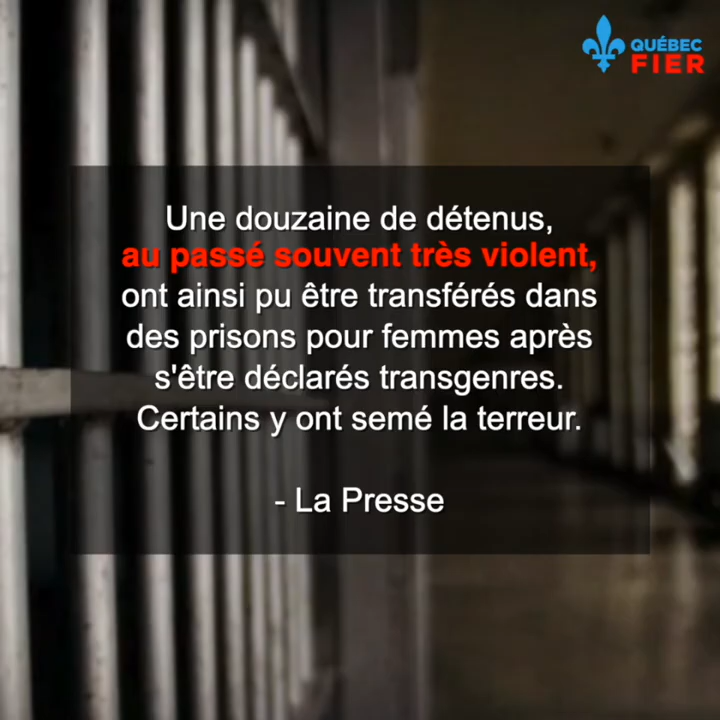 QUÉBEC
FIER
Une douzaine de détenus,
au passé souvent très violent,
ont ainsi pu être transférés dans
des prisons pour femmes après
s'être déclarés transgenres.
Certains y ont semé la terreur.
- La Presse